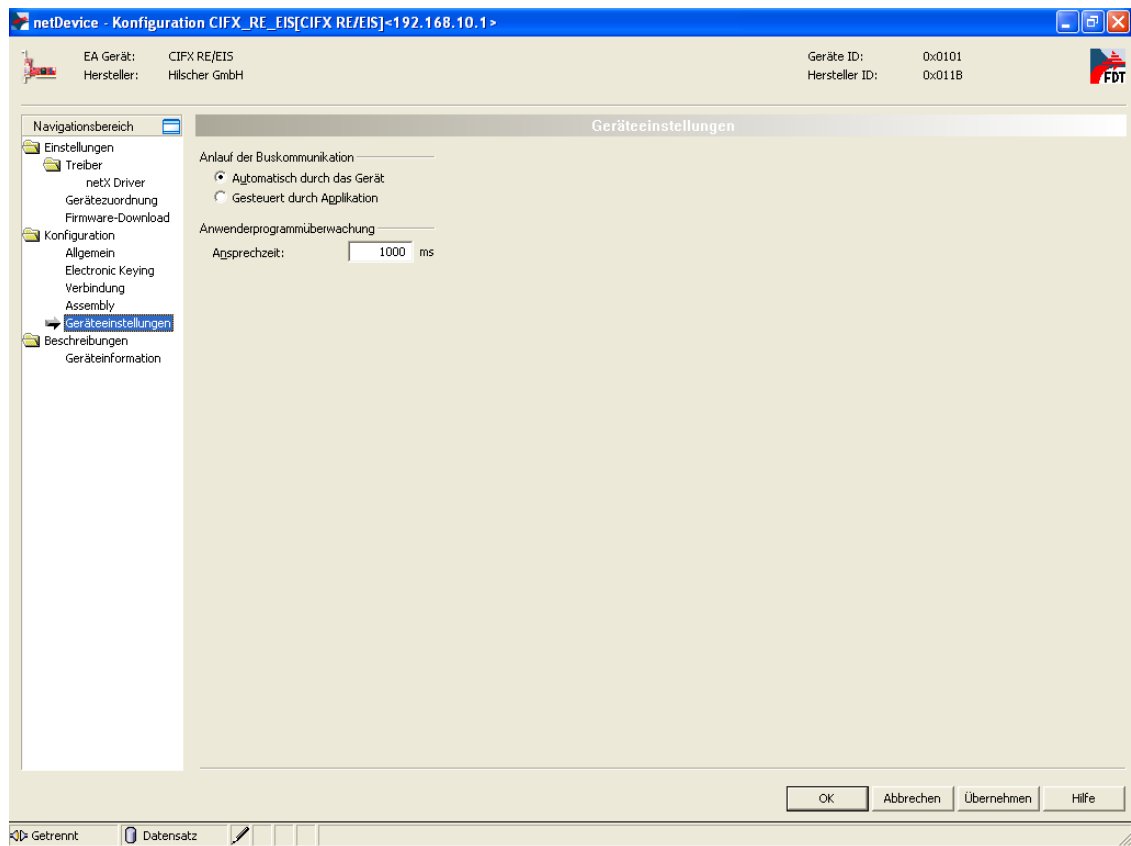 netDevice - Konfiguration CIFX_RE_EIS[CIFX RE/EIS]<192.168.10.1>
EA Gerät: CIFX RE/EIS
Hersteller: Hilscher GmbH
Geräte ID: 0x0101
Hersteller ID: 0x011B
FDT
Navigationsbereich
Einstellungen
Treiber
netX Driver
Gerätezuordnung
Firmware-Download
Konfiguration
Allgemein
Electronic Keying
Verbindung
Assembly
Geräteeinstellungen
Beschreibungen
Geräteinformation
Geräteeinstellungen
Anlauf der Buskommunikation
Automatisch durch das Gerät
Gesteuert durch Applikation
Anwenderprogrammüberwachung
Ansprechzeit: 1000 ms
OK Abbrechen Übernehmen Hilfe
Getrennt Datensatz